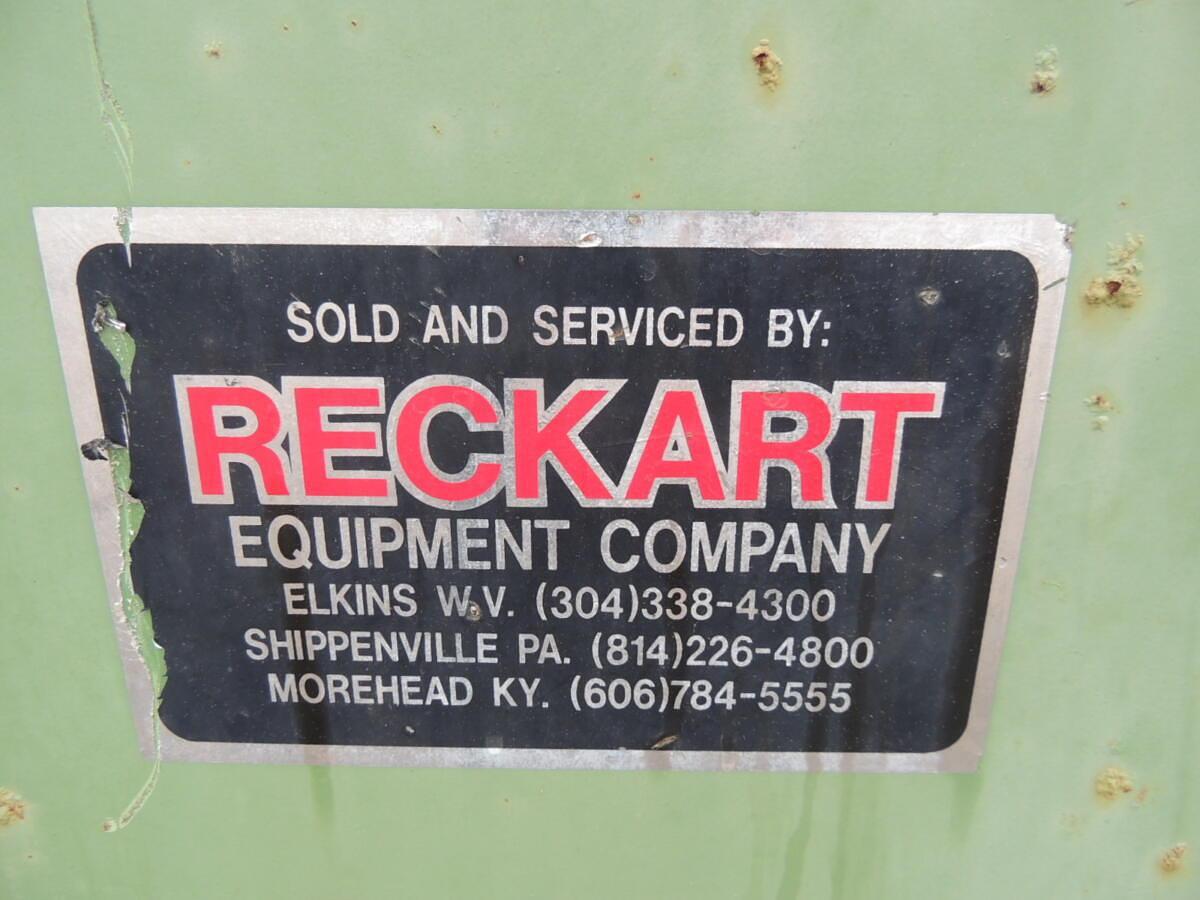 SOLD AND SERVICED BY:
RECKART
EQUIPMENT COMPANY
ELKINS W.V. (304)338-4300
SHIPPENVILLE PA. (814)226-4800
MOREHEAD KY. (606)784-5555